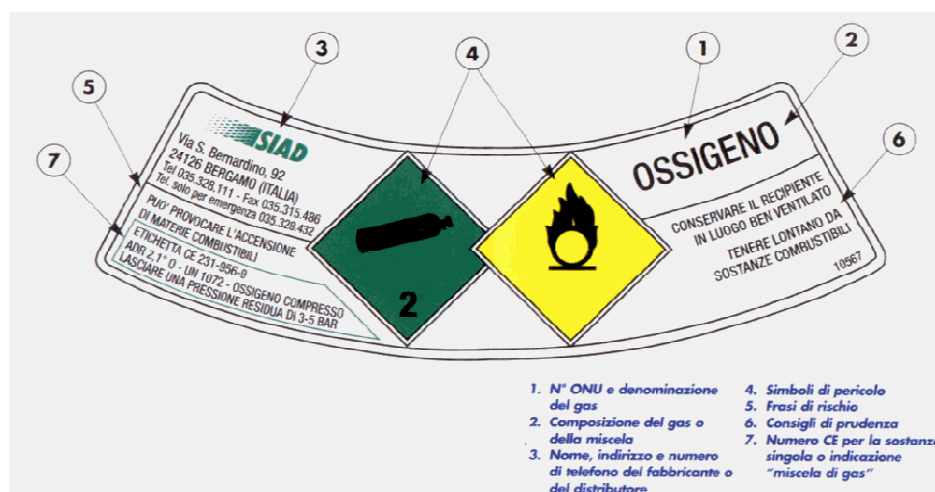 3
4
1
2
5
6
7
SIAD
Via S. Bernardino, 92
24126 BERGAMO (ITALIA)
Tel 035.328.111 - Fax 035.315.486
Tel. solo per emergenza 035.328.432
PUO' PROVOCARE L'ACCENSIONE
DI MATERIE COMBUSTIBILI
ETICHETTA CE 231-956-9
ADR 2,1° O - UN 1072 - OSSIGENO COMPRESSO
LASCIARE UNA PRESSIONE RESIDUA DI 3-5 BAR
2
OSSIGENO
CONSERVARE IL RECIPIENTE
IN LUOGO BEN VENTILATO
TENERE LONTANO DA
SOSTANZE COMBUSTIBILI
10567
1. N° ONU e denominazione
del gas
2. Composizione del gas o
della miscela
3. Nome, indirizzo e numero
di telefono del fabbricante o
del distributore
4. Simboli di pericolo
5. Frasi di rischio
6. Consigli di prudenza
7. Numero CE per la sostanza
singola o indicazione
"miscela di gas"